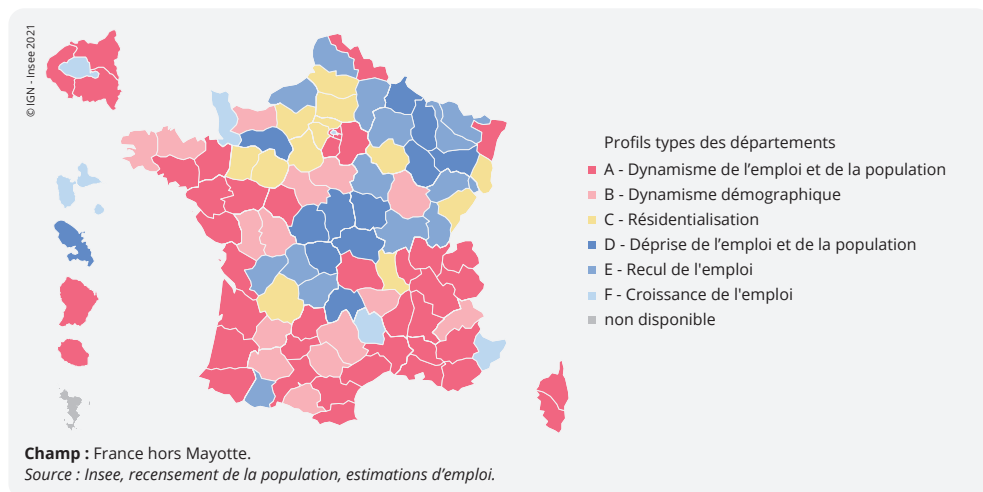 © IGN - Insee 2021
Profils types des départements
A - Dynamisme de l’emploi et de la population
B - Dynamisme démographique
C - Résidentialisation
D - Déprise de l’emploi et de la population
E - Recul de l'emploi
F - Croissance de l'emploi
non disponible
Champ : France hors Mayotte.
Source : Insee, recensement de la population, estimations d’emploi.